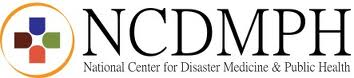 NCDMPH
National Center for Disaster Medicine & Public Health